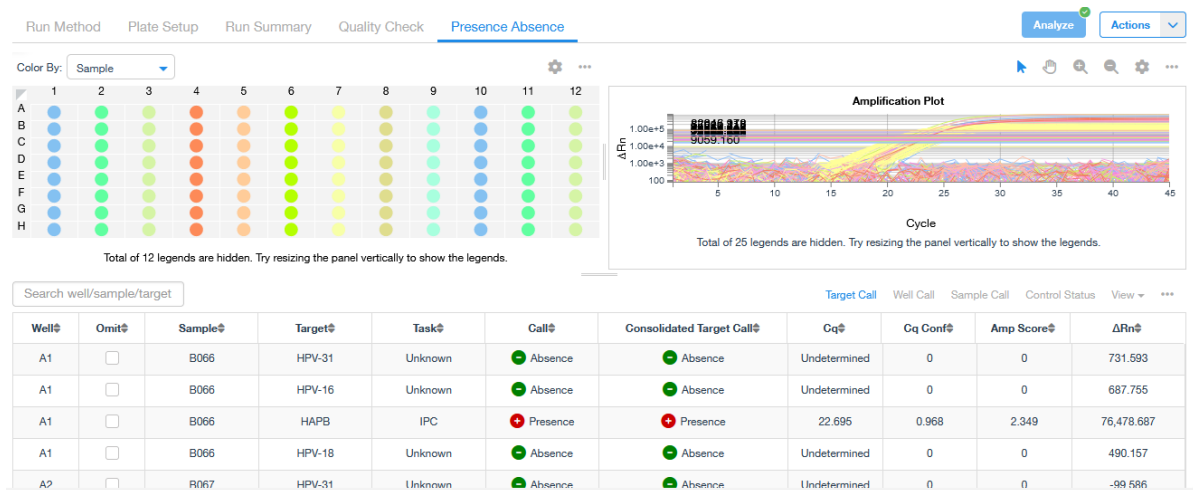 Run Method Plate Setup Run Summary Quality Check Presence Absence Analyze Actions
Color By: Sample
1 2 3 4 5 6 7 8 9 10 11 12
A
B
C
D
E
F
G
H
Total of 12 legends are hidden. Try resizing the panel vertically to show the legends.
Amplification Plot
ΔRn
1.00e+5
1.00e+4
1.00e+3
100
9059.160
5 10 15 20 25 30 35 40 45
Cycle
Total of 25 legends are hidden. Try resizing the panel vertically to show the legends.
Search well/sample/target Target Call Well Call Sample Call Control Status View
Well Omit Sample Target Task Call Consolidated Target Call Cq Cq Conf Amp Score ΔRn
A1 B066 HPV-31 Unknown Absence Absence Undetermined 0 0 731.593
A1 B066 HPV-16 Unknown Absence Absence Undetermined 0 0 687.755
A1 B066 HAPB IPC Presence Presence 22.695 0.968 2.349 76,478.687
A1 B066 HPV-18 Unknown Absence Absence Undetermined 0 0 490.157
A2 B067 HPV-31 Unknown Absence Absence Undetermined 0 0 -99.586